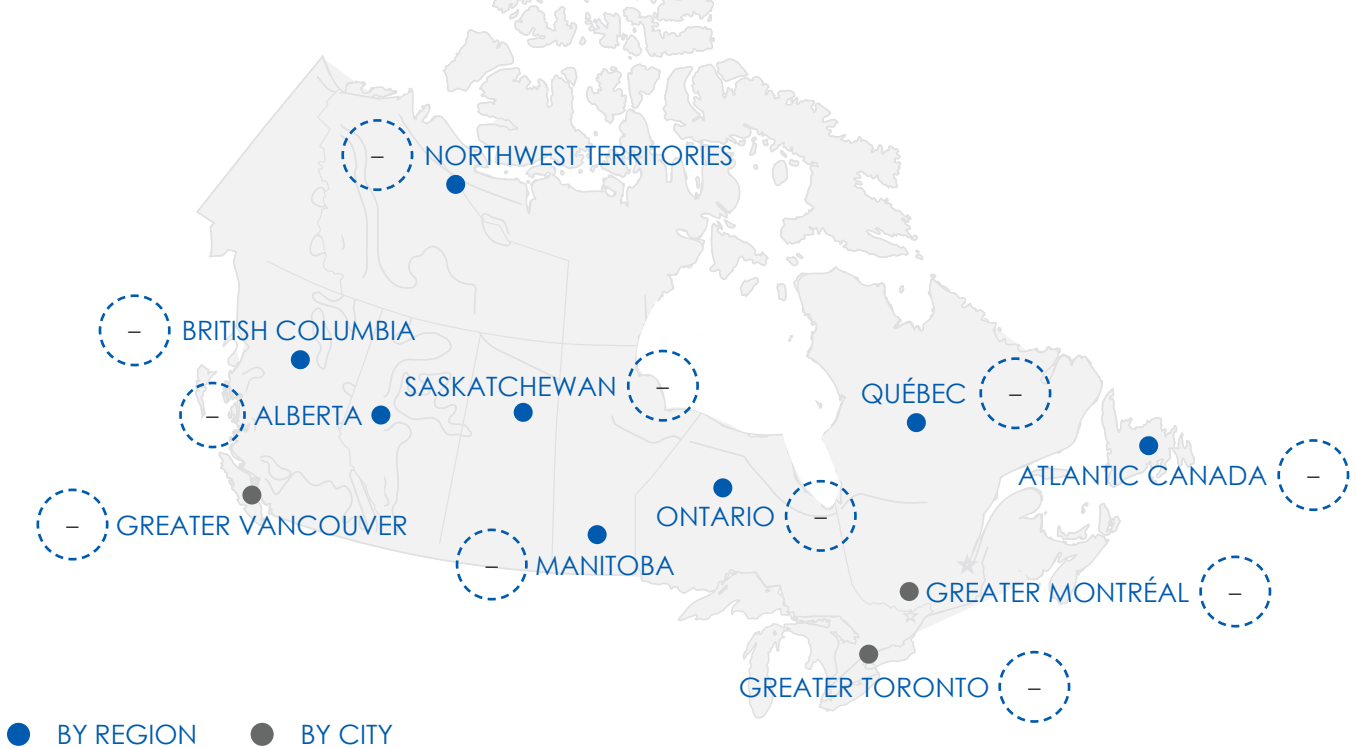 – NORTHWEST TERRITORIES
– BRITISH COLUMBIA
SASKATCHEWAN –
– ALBERTA
QUÉBEC –
ATLANTIC CANADA –
– GREATER VANCOUVER
ONTARIO –
– MANITOBA
GREATER MONTRÉAL –
GREATER TORONTO –
BY REGION
BY CITY